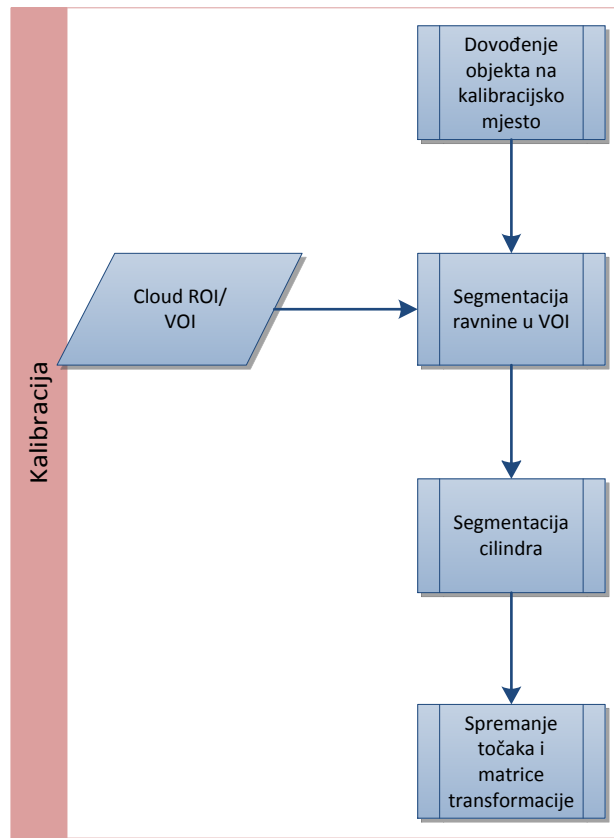 Kalibracija
Dovođenje
objekta na
kalibracijsko
mjesto
Cloud ROI/
VOI
Segmentacija
ravnine u VOI
Segmentacija
cilindra
Spremanje
točaka i
matrice
transformacije